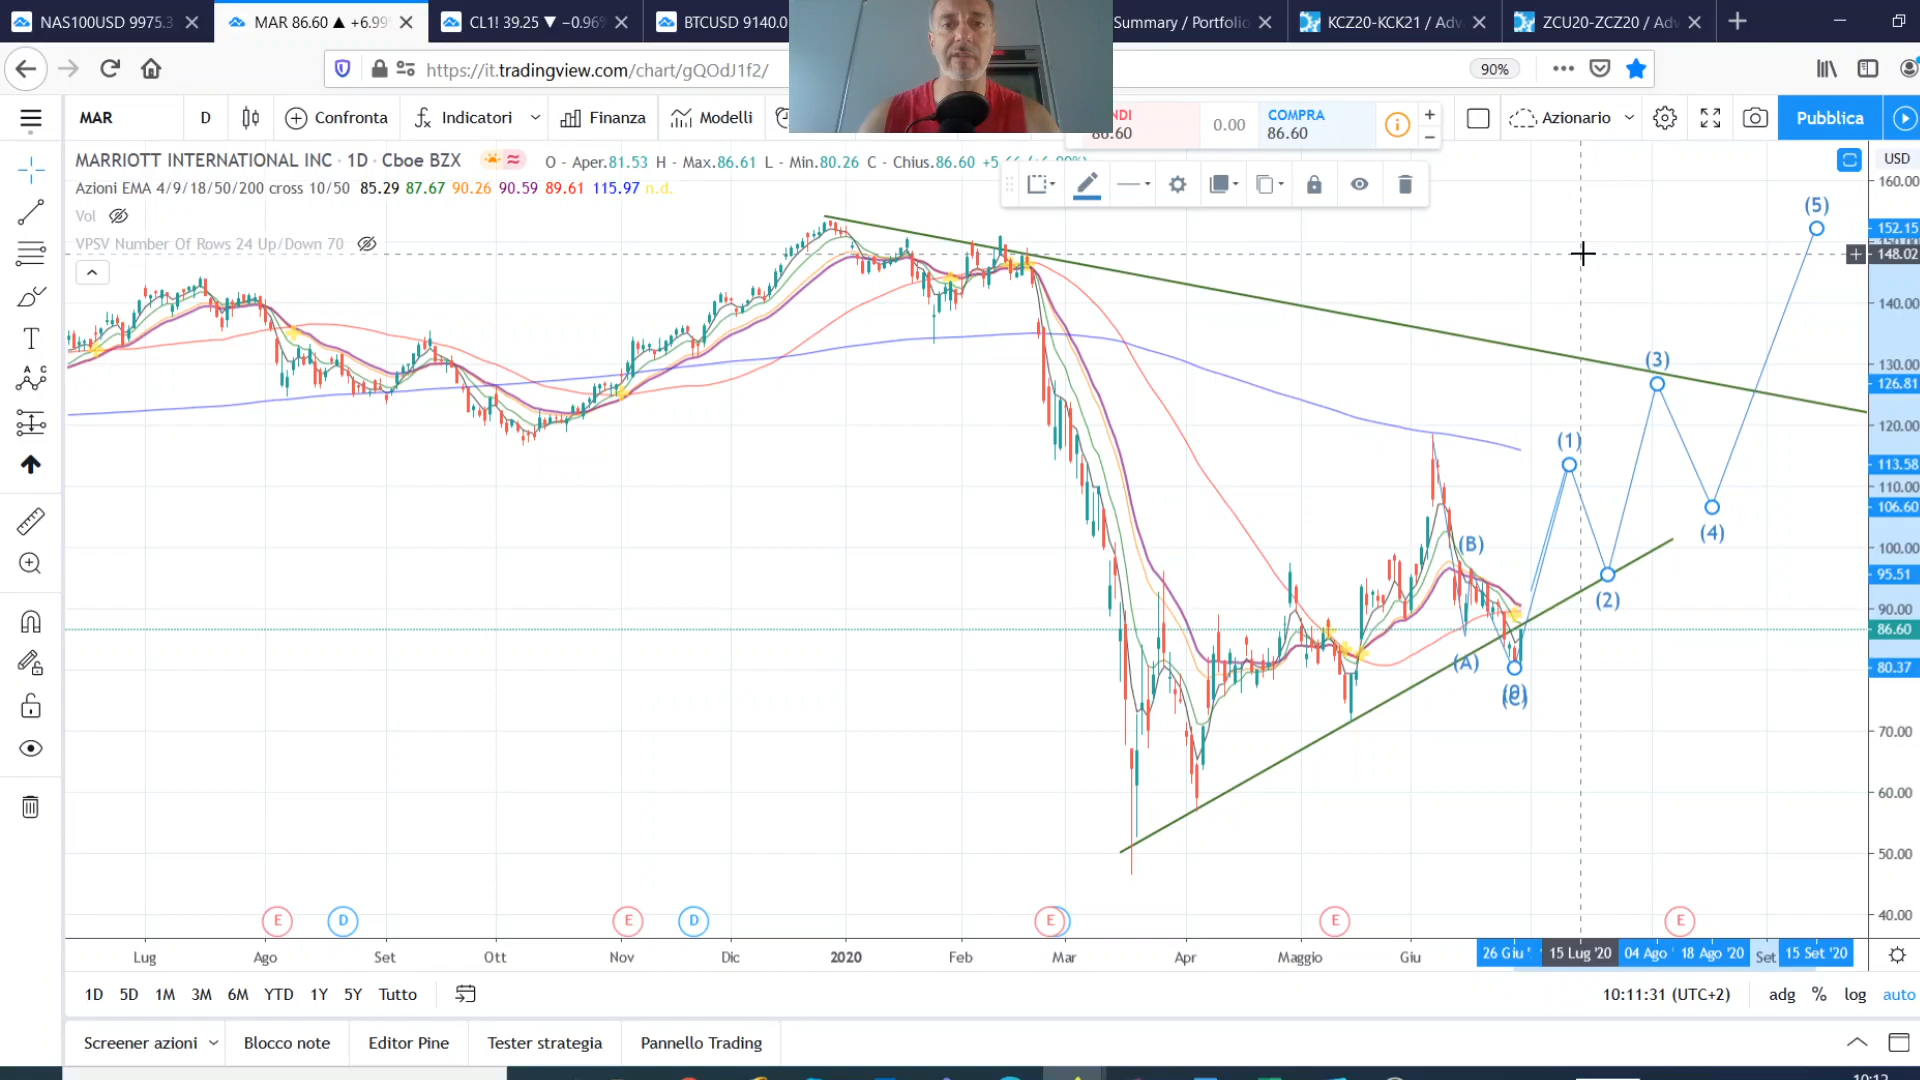 NAS100USD 9975.3
MAR 86.60 ▲ +6.99
CL1! 39.25 ▼ −0.96%
BTCUSD 9140.0
Summary / Portfolio
KCZ20-KCK21 / Adv
ZCU20-ZCZ20 / Adv
https://it.tradingview.com/chart/gQOdJ1f2/
90%
MAR
D
Confronta
Indicatori
Finanza
Modelli
NDI
86.60
0.00
COMPRA
86.60
Azionario
Pubblica
MARRIOTT INTERNATIONAL INC · 1D · Cboe BZX
O - Aper.81.53 H - Max.86.61 L - Min.80.26 C - Chius.86.60
USD
Azioni EMA 4/9/18/50/200 cross 10/50 85.29 87.67 90.26 90.59 89.61 115.97 n.d.
Vol
VPSV Number Of Rows 24 Up/Down 70
160.00
152.15
148.02
140.00
130.00
126.81
120.00
113.58
110.00
106.60
100.00
95.51
90.00
86.60
80.37
70.00
60.00
50.00
40.00
(5)
(3)
(1)
(4)
(B)
(2)
(A)
(C)
E
D
E
D
E
E
E
Lug
Ago
Set
Ott
Nov
Dic
2020
Feb
Mar
Apr
Maggio
Giu
26 Giu '
15 Lug '20
04 Ago '
18 Ago '20
Set
15 Set '20
1D 5D 1M 3M 6M YTD 1Y 5Y Tutto
10:11:31 (UTC+2)
adg % log auto
Screener azioni
Blocco note
Editor Pine
Tester strategia
Pannello Trading